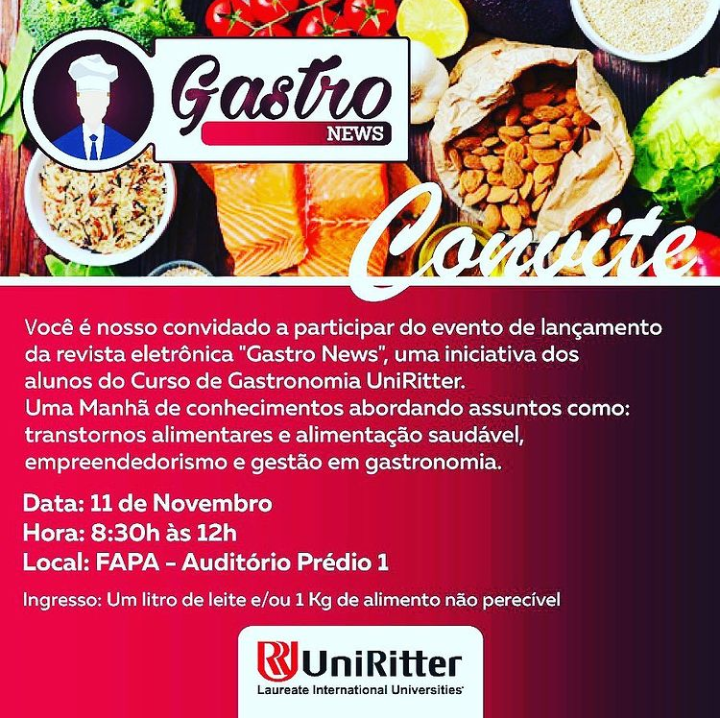 Gastro
NEWS
Convite
Você é nosso convidado a participar do evento de lançamento
da revista eletrônica "Gastro News", uma iniciativa dos
alunos do Curso de Gastronomia UniRitter.
Uma Manhã de conhecimentos abordando assuntos como:
transtornos alimentares e alimentação saudável,
empreendedorismo e gestão em gastronomia.
Data: 11 de Novembro
Hora: 8:30h às 12h
Local: FAPA - Auditório Prédio 1
Ingresso: Um litro de leite e/ou 1 Kg de alimento não perecível
UniRitter
Laureate International Universities